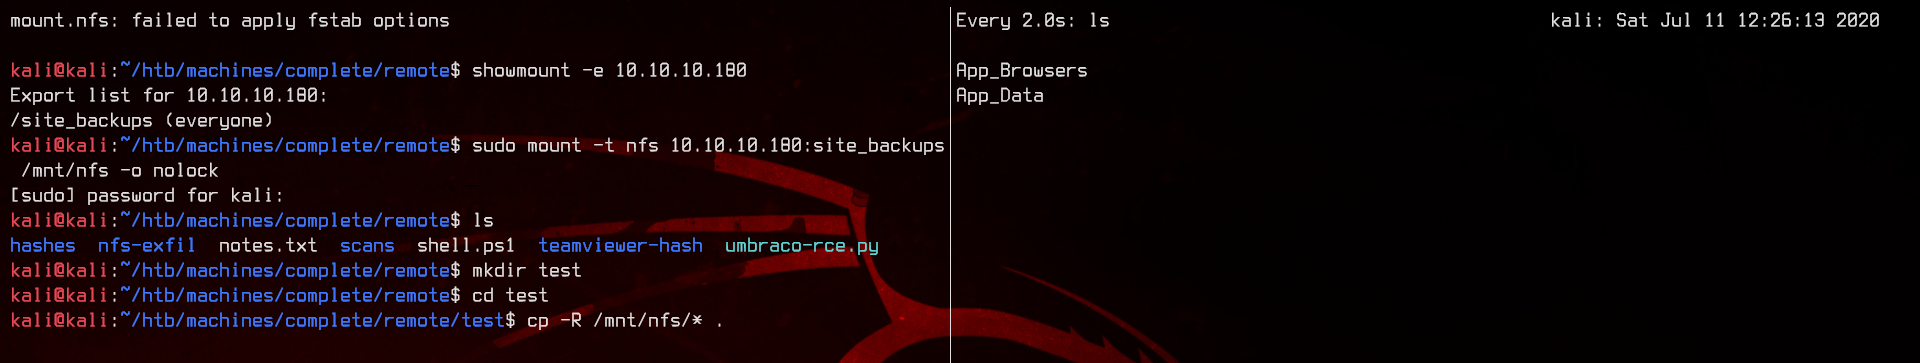 mount.nfs: failed to apply fstab options
kali@kali:~/htb/machines/complete/remote$ showmount -e 10.10.10.180
Export list for 10.10.10.180:
/site_backups (everyone)
kali@kali:~/htb/machines/complete/remote$ sudo mount -t nfs 10.10.10.180:site_backups
 /mnt/nfs -o nolock
[sudo] password for kali:
kali@kali:~/htb/machines/complete/remote$ ls
hashes  nfs-exfil  notes.txt  scans  shell.ps1  teamviewer-hash  umbraco-rce.py
kali@kali:~/htb/machines/complete/remote$ mkdir test
kali@kali:~/htb/machines/complete/remote$ cd test
kali@kali:~/htb/machines/complete/remote/test$ cp -R /mnt/nfs/* .
Every 2.0s: ls kali: Sat Jul 11 12:26:13 2020
App_Browsers
App_Data